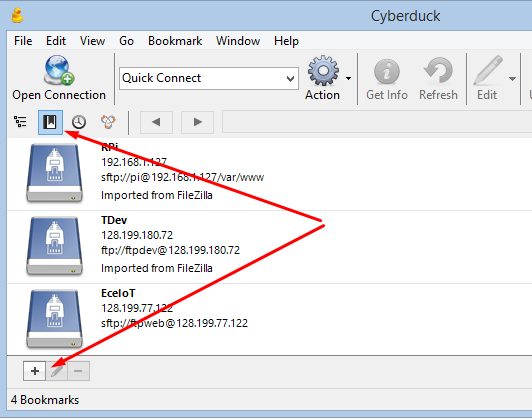 Cyberduck
File Edit View Go Bookmark Window Help
Open Connection
Quick Connect
Action
Get Info
Refresh
Edit
RPi
192.168.1.127
sftp://pi@192.168.1.127/var/www
Imported from FileZilla
TDev
128.199.180.72
ftp://ftpdev@128.199.180.72
Imported from FileZilla
EceIoT
128.199.77.122
sftp://ftpweb@128.199.77.122
4 Bookmarks